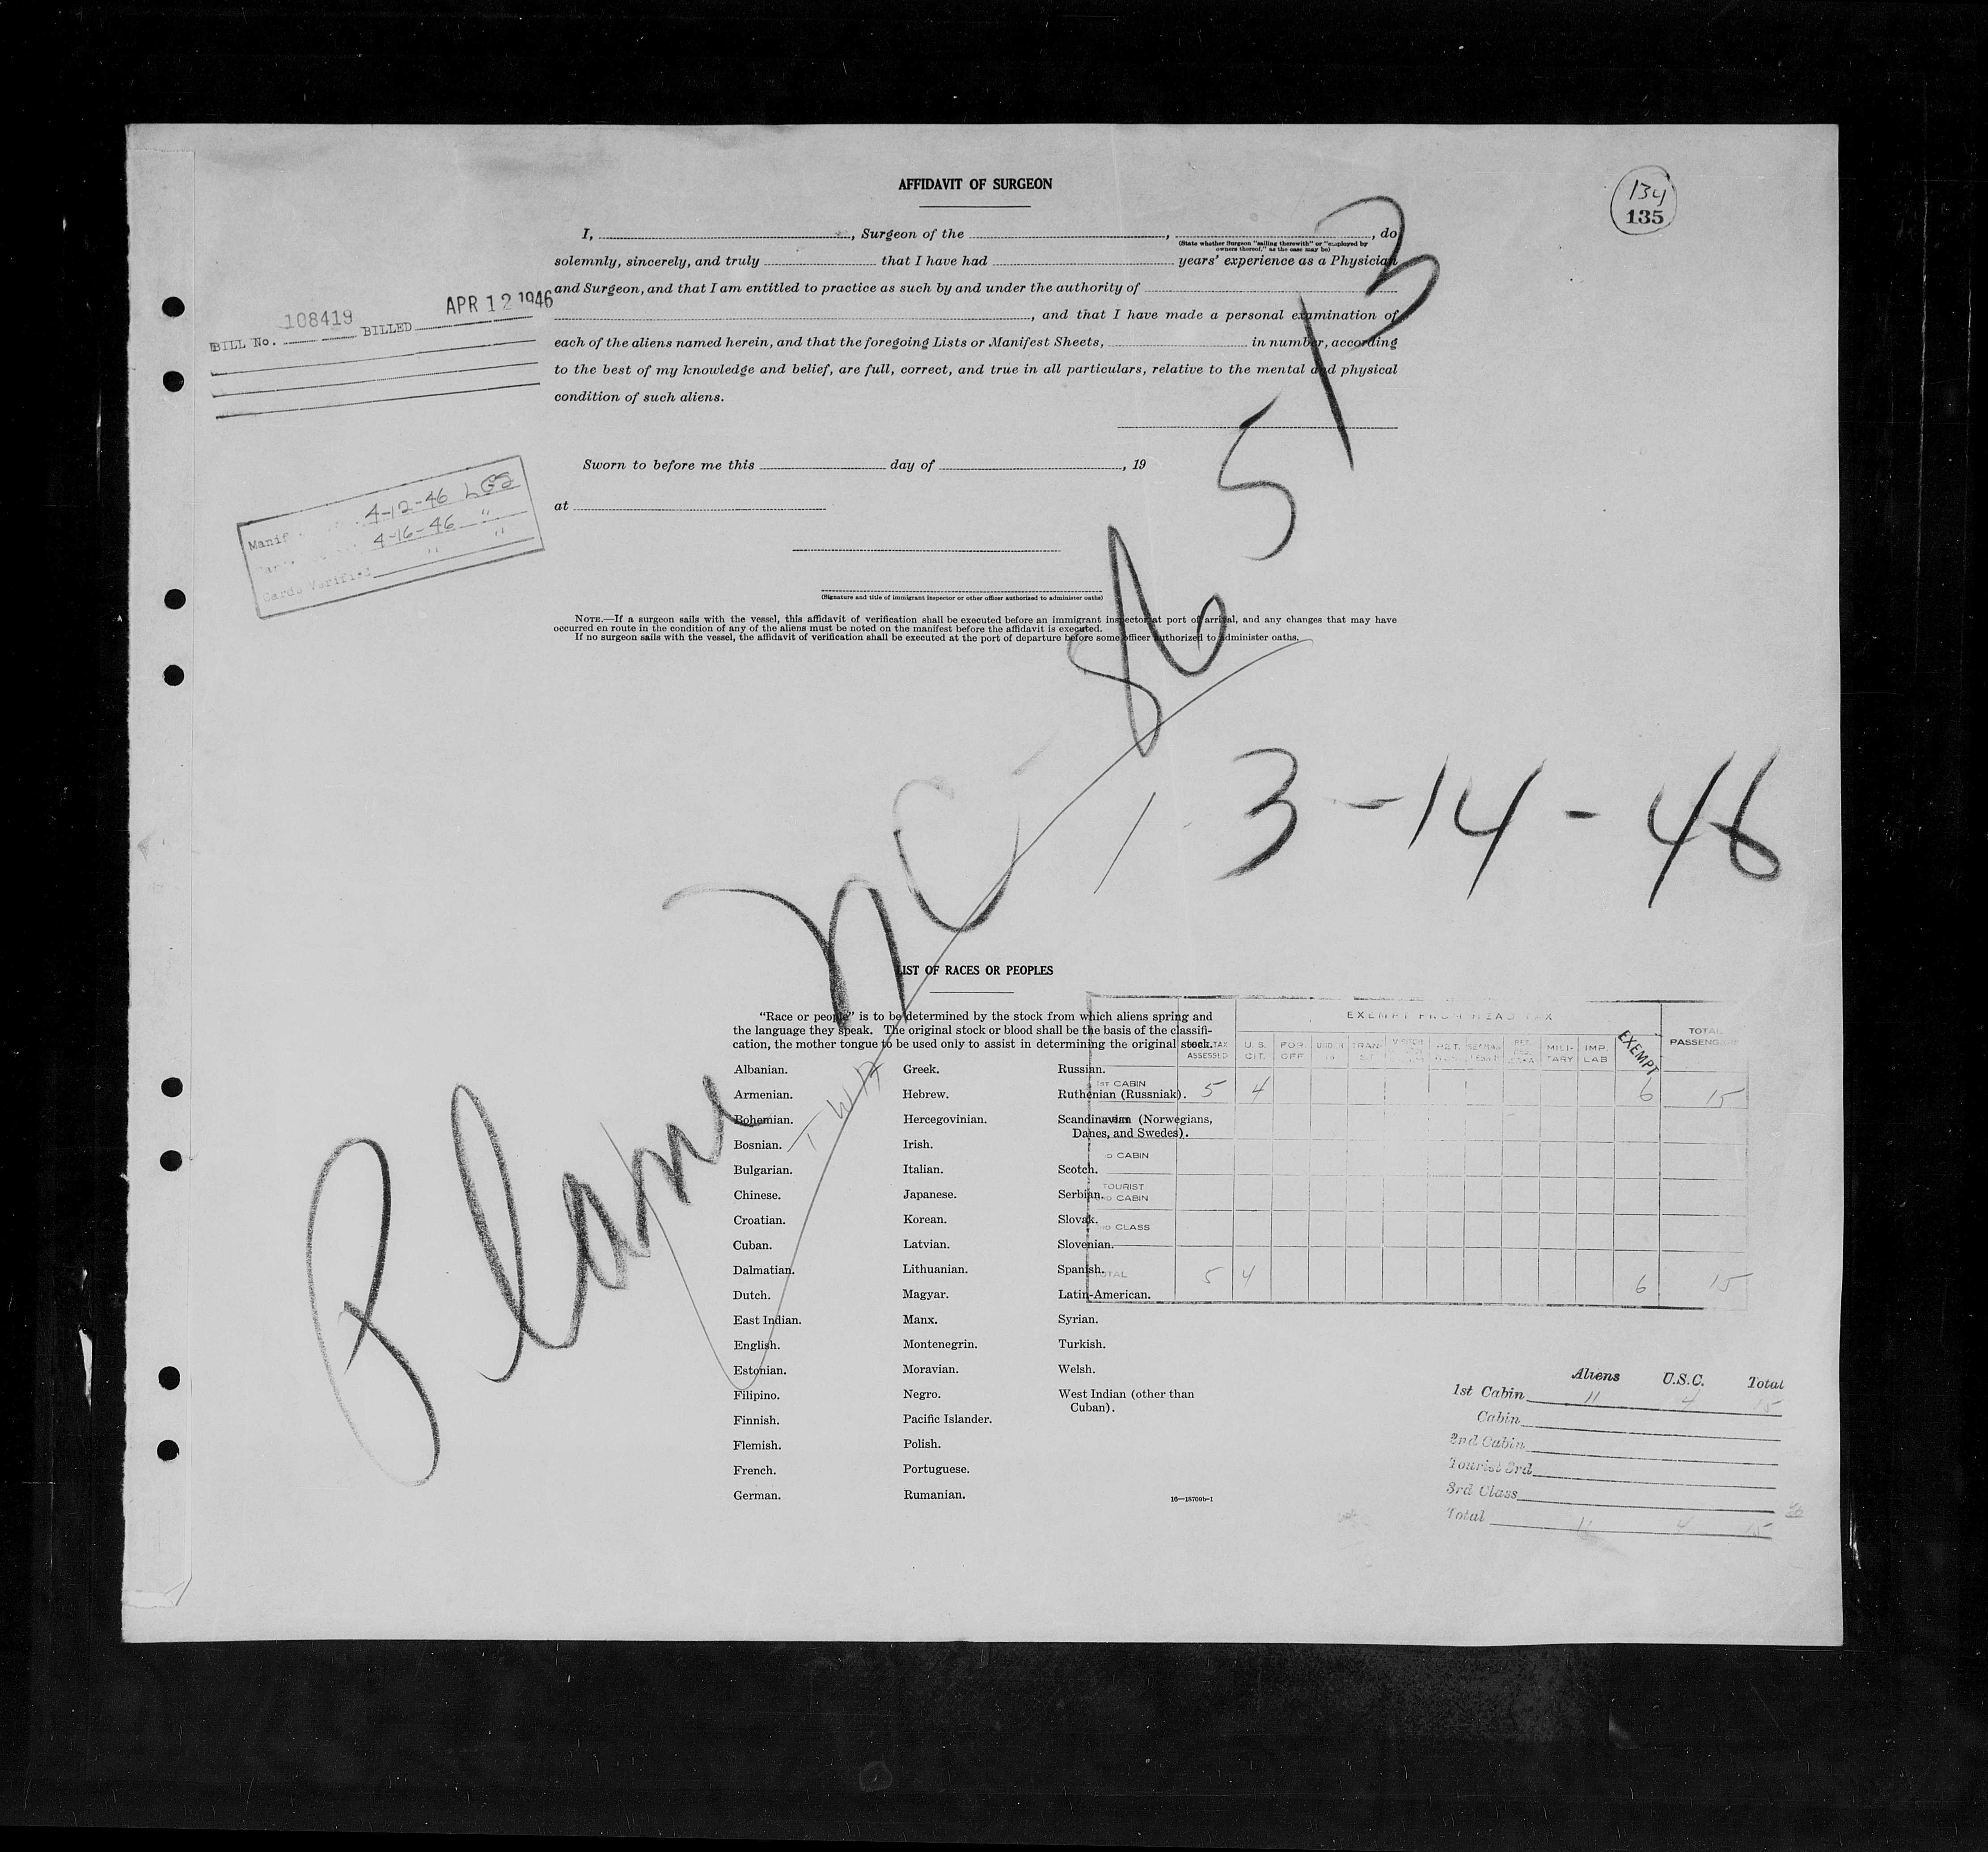 AFFIDAVIT OF SURGEON
134
135
I, , Surgeon of the , , do
(State whether Surgeon "sailing therewith" or "employed by owners thereof," as the case may be)
solemnly, sincerely, and truly that I have had years' experience as a Physician
and Surgeon, and that I am entitled to practice as such by and under the authority of
, and that I have made a personal examination of
each of the aliens named herein, and that the foregoing Lists or Manifest Sheets, in number, according
to the best of my knowledge and belief, are full, correct, and true in all particulars, relative to the mental and physical
condition of such aliens.
BILL No. 108419 BILLED APR 12 1946
Sworn to before me this day of , 19
at
4-12-46
4-16-46 "
Cards Verified " "
(Signature and title of immigrant inspector or other officer authorized to administer oaths)
NOTE.—If a surgeon sails with the vessel, this affidavit of verification shall be executed before an immigrant inspector at port of arrival, and any changes that may have
occurred en route in the condition of any of the aliens must be noted on the manifest before the affidavit is executed.
If no surgeon sails with the vessel, the affidavit of verification shall be executed at the port of departure before some officer authorized to administer oaths.
Plane NC-86513
3-14-46
TWA
LIST OF RACES OR PEOPLES
"Race or people" is to be determined by the stock from which aliens spring and
the language they speak. The original stock or blood shall be the basis of the classifi-
cation, the mother tongue to be used only to assist in determining the original stock.
Albanian.
Armenian.
Bohemian.
Bosnian.
Bulgarian.
Chinese.
Croatian.
Cuban.
Dalmatian.
Dutch.
East Indian.
English.
Estonian.
Filipino.
Finnish.
Flemish.
French.
German.
Greek.
Hebrew.
Hercegovinian.
Irish.
Italian.
Japanese.
Korean.
Latvian.
Lithuanian.
Magyar.
Manx.
Montenegrin.
Moravian.
Negro.
Pacific Islander.
Polish.
Portuguese.
Rumanian.
Russian.
Ruthenian (Russniak).
Scandinavian (Norwegians,
Danes, and Swedes).
Scotch.
Serbian.
Slovak.
Slovenian.
Spanish.
Latin-American.
Syrian.
Turkish.
Welsh.
West Indian (other than
Cuban).
16—18709b-1
EXEMPT FROM HEAD TAX
TAX ASSESSED U. S. CIT. FOR. OFF. UNDER 16 TRAN- MILI- TARY IMP. LAB EXEMPT TOTAL PASSENGERS
1ST CABIN 5 4 6 15
CABIN
TOURIST
CABIN
CLASS
TOTAL 5 4 6 15
Aliens U.S.C. Total
1st Cabin 11 4 15
Cabin
2nd Cabin
Tourist 3rd
3rd Class
Total 11 4 15